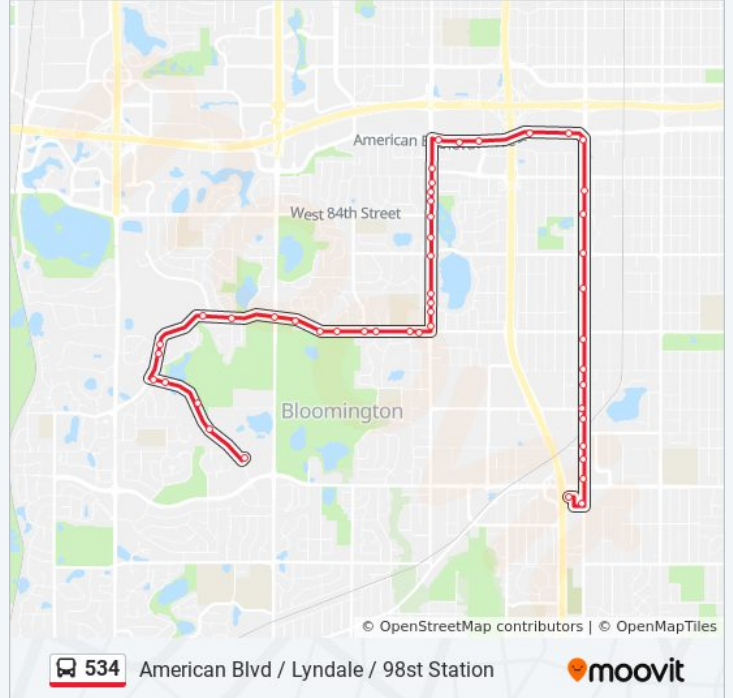 American B
West 84th Street
Bloomington
© OpenStreetMap contributors | © OpenMapTiles
534 American Blvd / Lyndale / 98st Station moovit